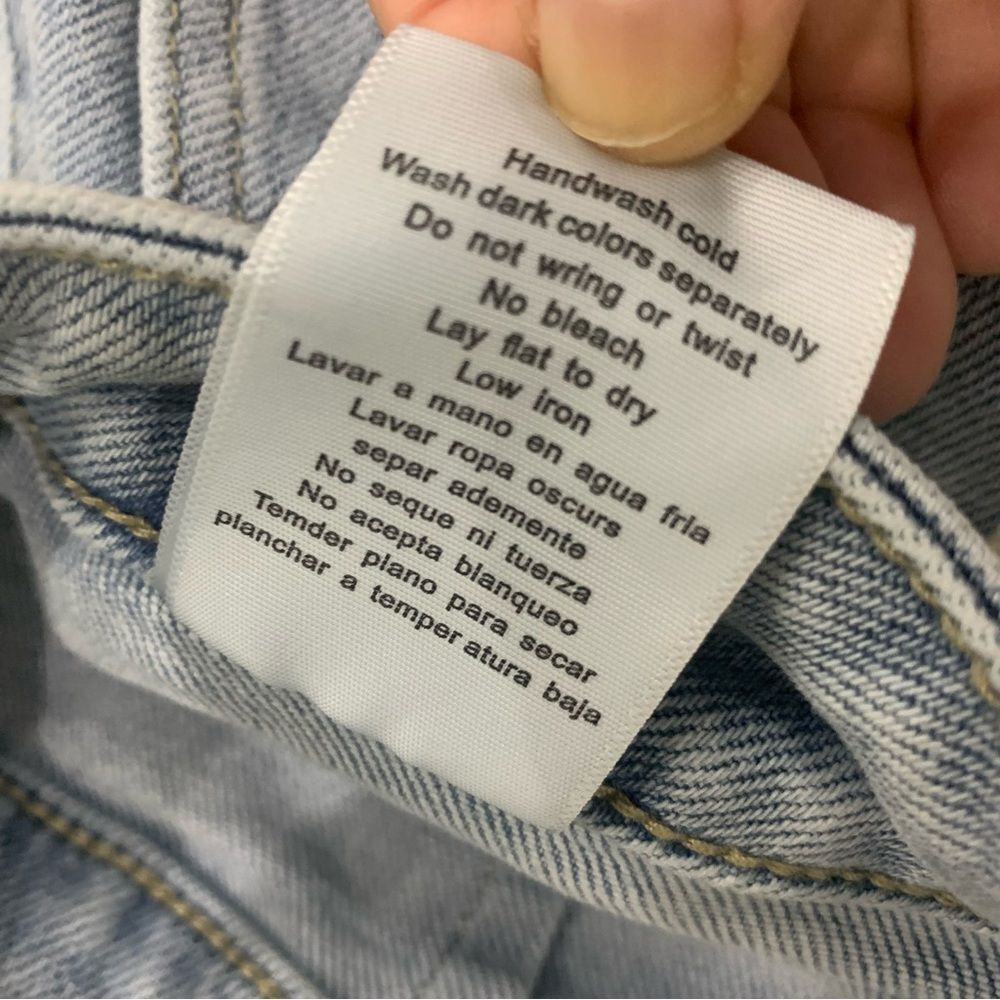 Handwash cold
Wash dark colors separately
Do not wring or twist
No bleach
Lay flat to dry
Low iron
Lavar a mano en agua frla
Lavar ropa oscurs
separ ademente
No seque ni tuerza
No acepta blanqueo
Temder plano para secar
planchar a temper atura baja